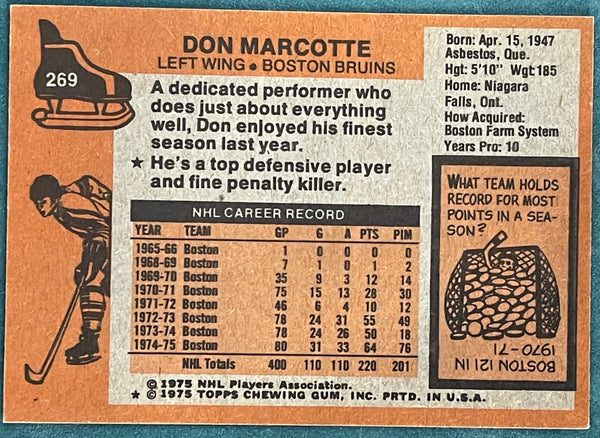 269
DON MARCOTTE
LEFT WING • BOSTON BRUINS
A dedicated performer who
does just about everything
well, Don enjoyed his finest
season last year.
★ He's a top defensive player
and fine penalty killer.
Born: Apr. 15, 1947
Asbestos, Que.
Hgt: 5'10" Wgt: 185
Home: Niagara
Falls, Ont.
How Acquired:
Boston Farm System
Years Pro: 10
NHL CAREER RECORD
YEAR TEAM GP G A PTS PIM
1965-66 Boston 1 0 0 0 0
1968-69 Boston 7 1 0 1 2
1969-70 Boston 35 9 3 12 14
1970-71 Boston 75 15 13 28 30
1971-72 Boston 46 6 4 10 12
1972-73 Boston 78 24 31 55 49
1973-74 Boston 78 24 26 50 18
1974-75 Boston 80 31 33 64 76
NHL Totals 400 110 110 220 201
WHAT TEAM HOLDS
RECORD FOR MOST
POINTS IN A SEA-
SON?
BOSTON 121 IN
1970-71
© 1975 NHL Players Association.
★ © 1975 TOPPS CHEWING GUM, INC. PRTD. IN U.S.A.